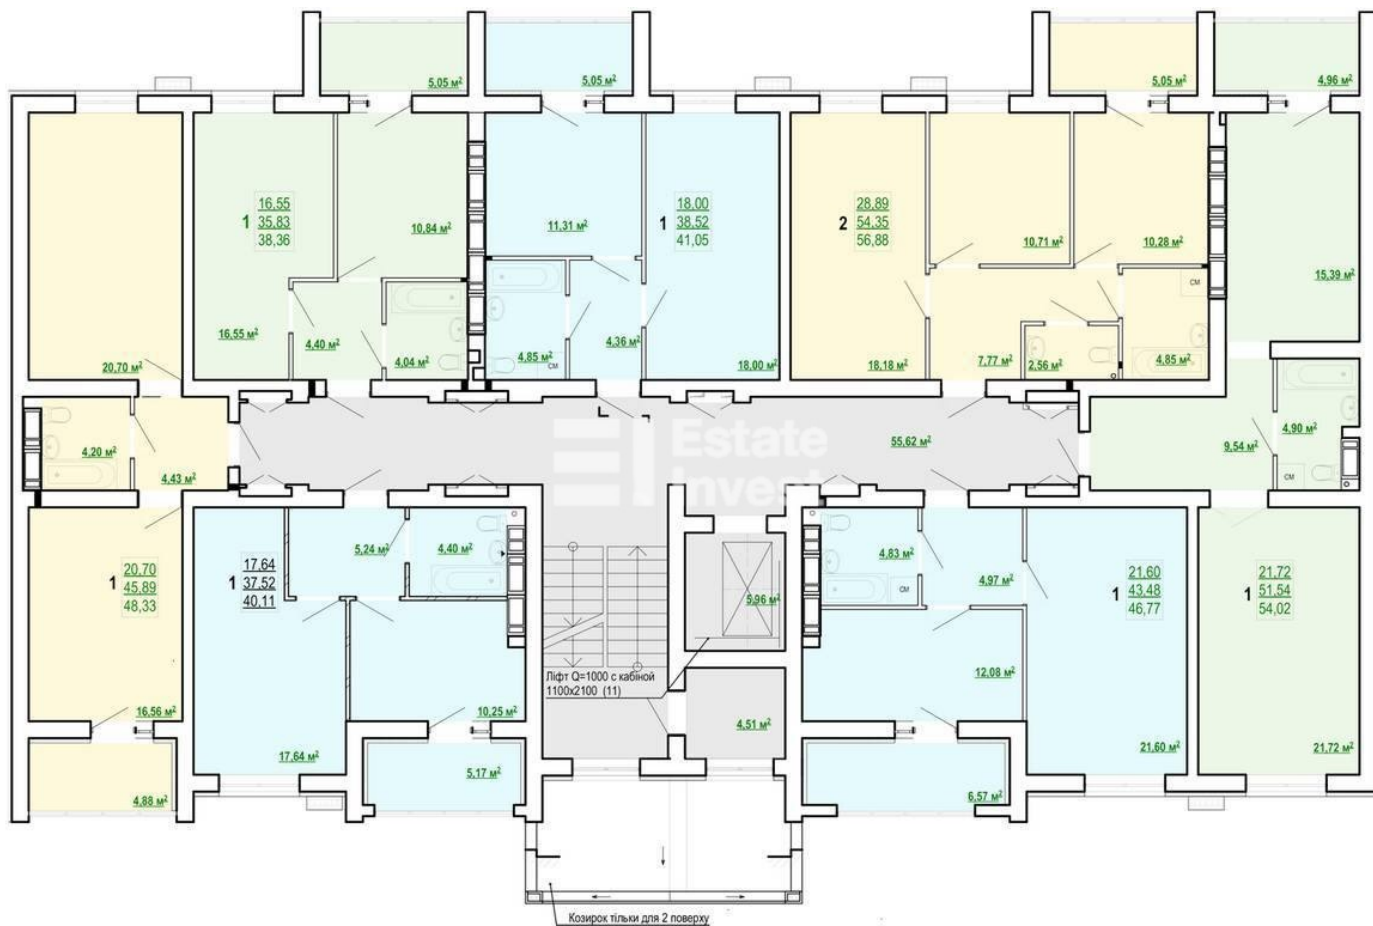 5,05 м²
5,05 м²
5,05 м²
4,96 м²
1
16,55
35,83
38,36
10,84 м²
11,31 м²
1
18,00
38,52
41,05
2
28,89
54,35
56,88
10,71 м²
10,28 м²
15,39 м²
СМ
20,70 м²
16,55 м²
4,40 м²
4,04 м²
4,85 м²
СМ
4,36 м²
18,00 м²
18,18 м²
7,77 м²
2,56 м²
4,85 м²
4,20 м²
4,43 м²
Estate
Invest
55,62 м²
9,54 м²
4,90 м²
СМ
1
20,70
45,89
48,33
1
17,64
37,52
40,11
5,24 м²
4,40 м²
5,96 м²
4,83 м²
СМ
4,97 м²
1
21,60
43,48
46,77
1
21,72
51,54
54,02
Ліфт Q=1000 с кабіной
1100х2100 (11)
16,56 м²
10,25 м²
12,08 м²
4,51 м²
17,64 м²
5,17 м²
21,60 м²
21,72 м²
4,88 м²
6,57 м²
Козирок тільки для 2 поверху